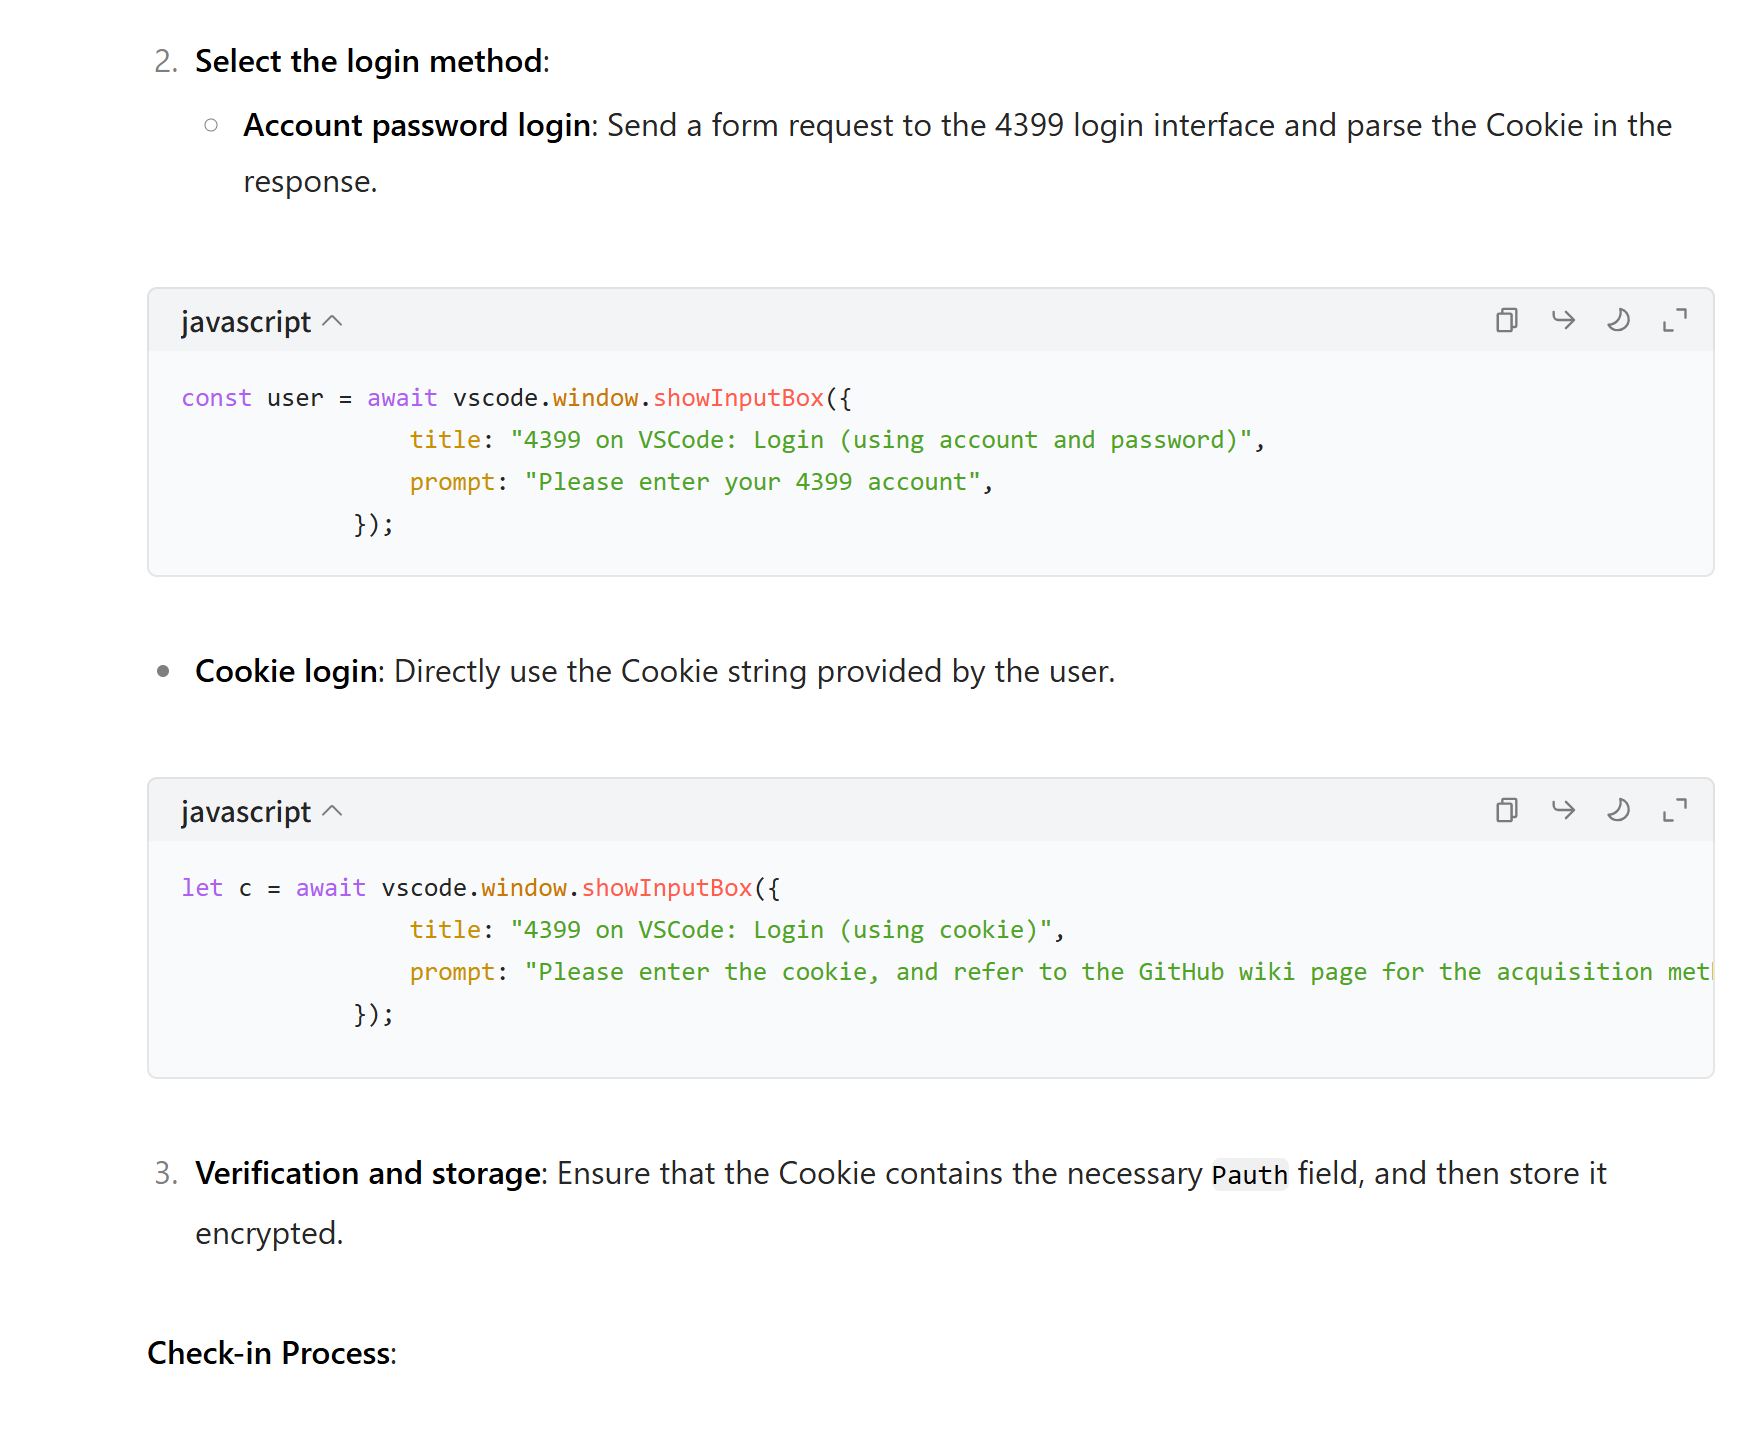 2. Select the login method:
○ Account password login: Send a form request to the 4399 login interface and parse the Cookie in the
response.
javascript
const user = await vscode.window.showInputBox({
                title: "4399 on VSCode: Login (using account and password)",
                prompt: "Please enter your 4399 account",
            });
● Cookie login: Directly use the Cookie string provided by the user.
javascript
let c = await vscode.window.showInputBox({
                title: "4399 on VSCode: Login (using cookie)",
                prompt: "Please enter the cookie, and refer to the GitHub wiki page for the acquisition
            });
3. Verification and storage: Ensure that the Cookie contains the necessary Pauth field, and then store it
encrypted.
Check-in Process: